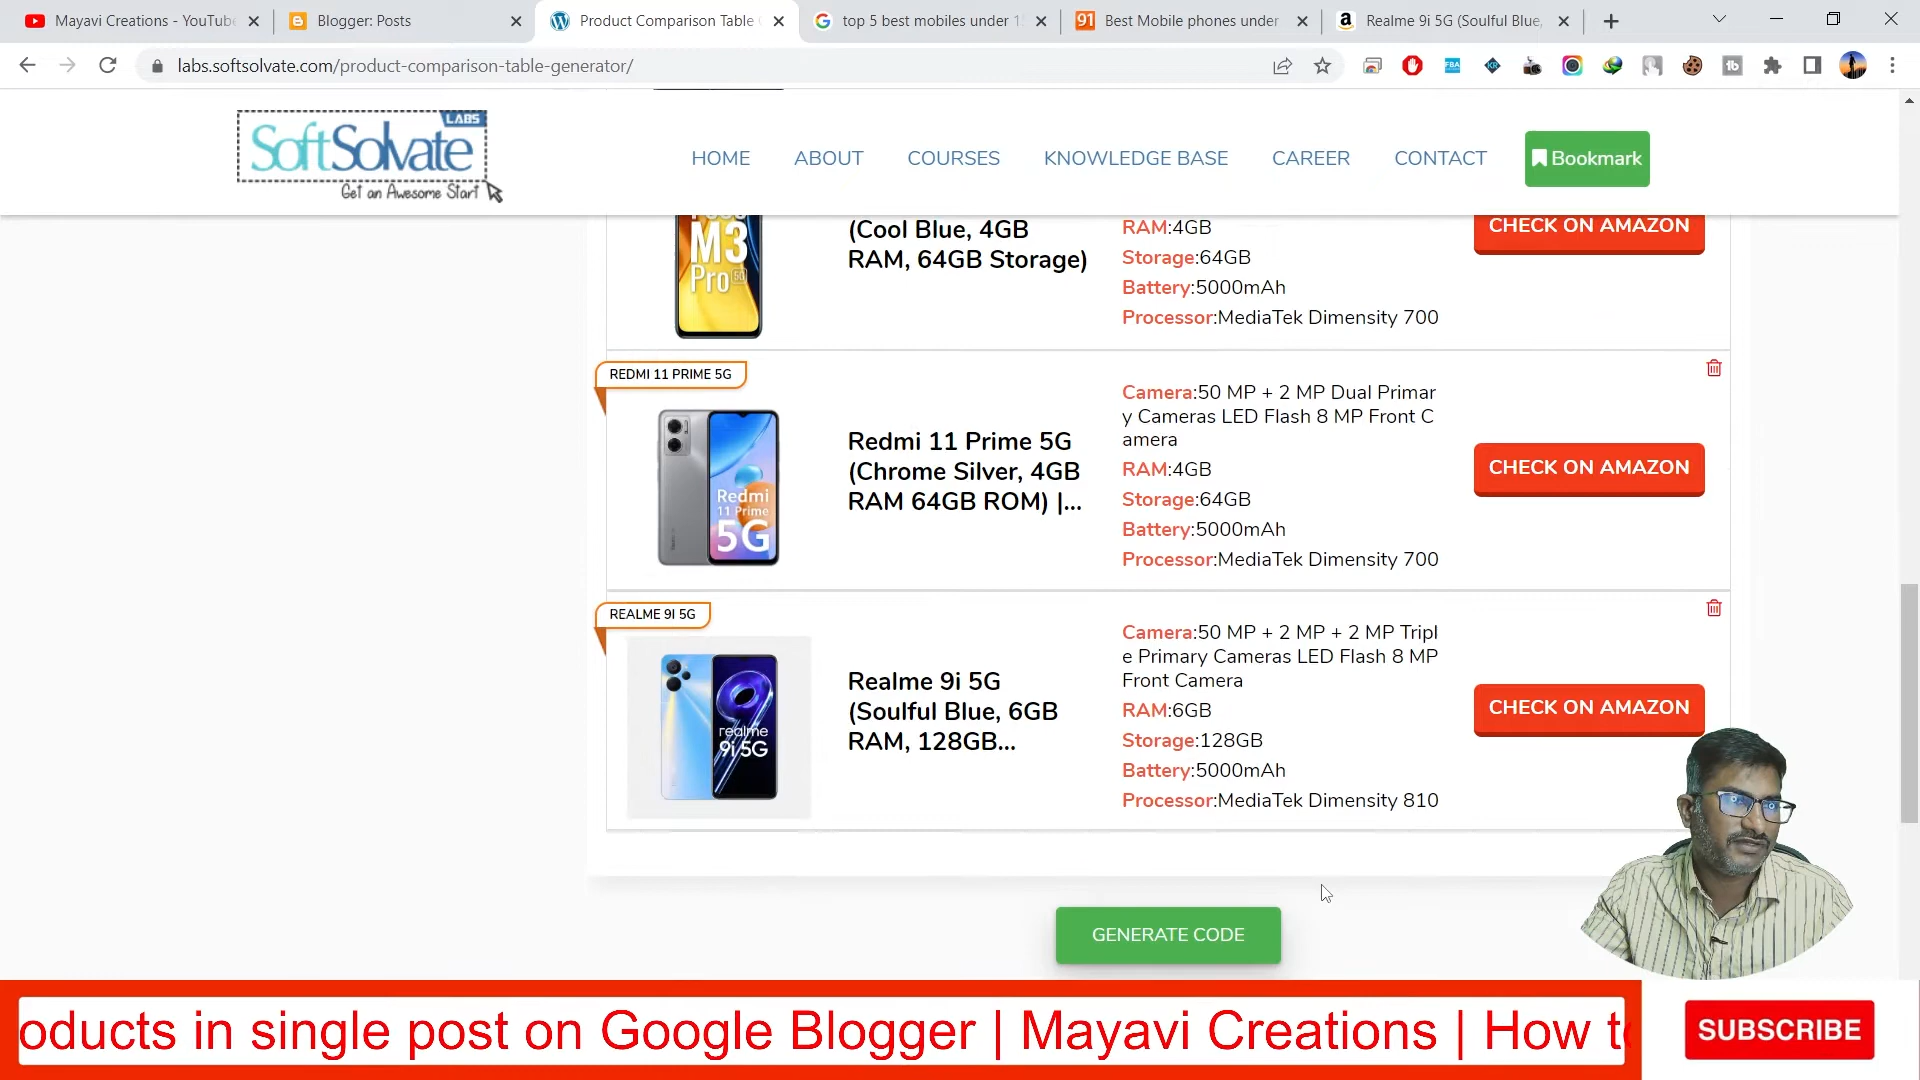 Mayavi Creations - YouTube
Blogger: Posts
Product Comparison Table
top 5 best mobiles under 1
91
Best Mobile phones under
a
Realme 9i 5G (Soulful Blue,
labs.softsolvate.com/product-comparison-table-generator/
FBA
KR
LABS
SoftSolvate
Get an Awesome Start
HOME
ABOUT
COURSES
KNOWLEDGE BASE
CAREER
CONTACT
Bookmark
M3
Pro 5G
(Cool Blue, 4GB
RAM, 64GB Storage)
RAM:4GB
Storage:64GB
Battery:5000mAh
Processor:MediaTek Dimensity 700
CHECK ON AMAZON
REDMI 11 PRIME 5G
Redmi
11 Prime
5G
Redmi 11 Prime 5G
(Chrome Silver, 4GB
RAM 64GB ROM) |...
Camera:50 MP + 2 MP Dual Primar
y Cameras LED Flash 8 MP Front C
amera
RAM:4GB
Storage:64GB
Battery:5000mAh
Processor:MediaTek Dimensity 700
CHECK ON AMAZON
REALME 9I 5G
realme
9i 5G
Realme 9i 5G
(Soulful Blue, 6GB
RAM, 128GB...
Camera:50 MP + 2 MP + 2 MP Tripl
e Primary Cameras LED Flash 8 MP
Front Camera
RAM:6GB
Storage:128GB
Battery:5000mAh
Processor:MediaTek Dimensity 810
CHECK ON AMAZON
GENERATE CODE
oducts in single post on Google Blogger | Mayavi Creations | How t
SUBSCRIBE